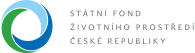 STÁTNÍ FOND
ŽIVOTNÍHO PROSTŘEDÍ
ČESKÉ REPUBLIKY